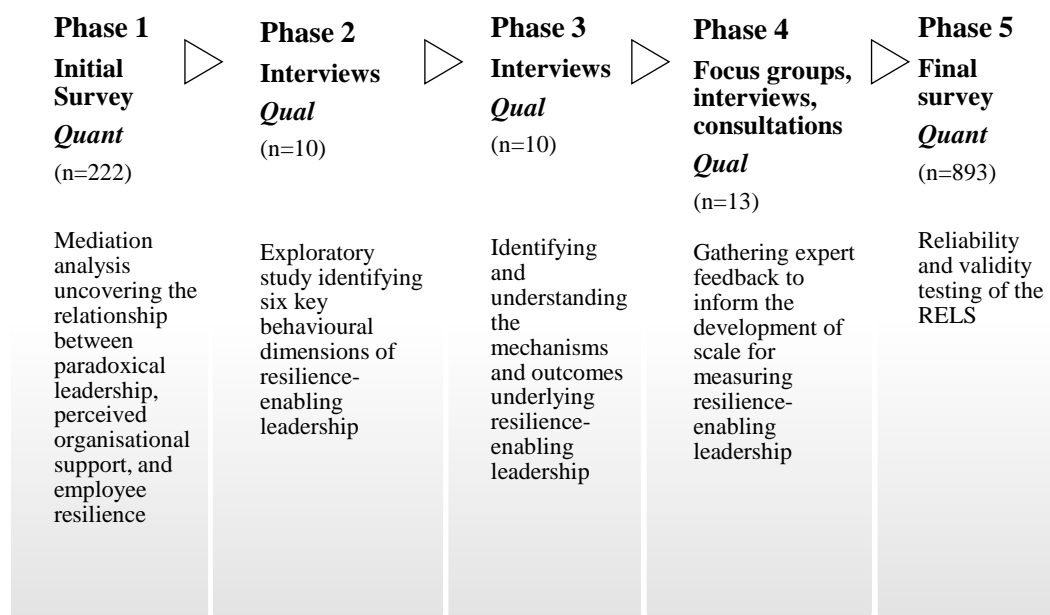 Phase 1
Initial
Survey
Quant
(n=222)
Mediation
analysis
uncovering the
relationship
between
paradoxical
leadership,
perceived
organisational
support, and
employee
resilience
Phase 2
Interviews
Qual
(n=10)
Exploratory
study identifying
six key
behavioural
dimensions of
resilience-
enabling
leadership
Phase 3
Interviews
Qual
(n=10)
Identifying
and
understanding
the
mechanisms
and outcomes
underlying
resilience-
enabling
leadership
Phase 4
Focus groups,
interviews,
consultations
Qual
(n=13)
Gathering expert
feedback to
inform the
development of
scale for
measuring
resilience-
enabling
leadership
Phase 5
Final
survey
Quant
(n=893)
Reliability
and validity
testing of the
RELS